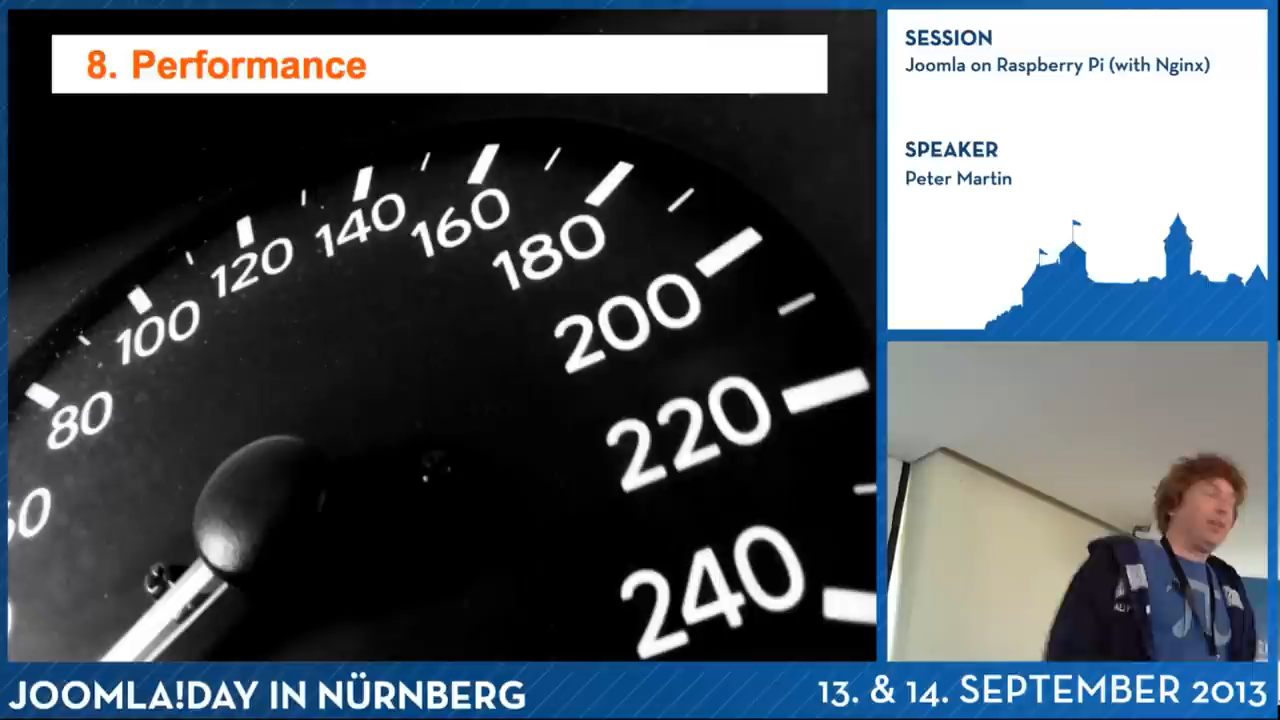 8. Performance
80
100
120
140
160
180
200
220
240
SESSION
Joomla on Raspberry Pi (with Nginx)
SPEAKER
Peter Martin
JOOMLA!DAY IN NÜRNBERG
13. & 14. SEPTEMBER 2013